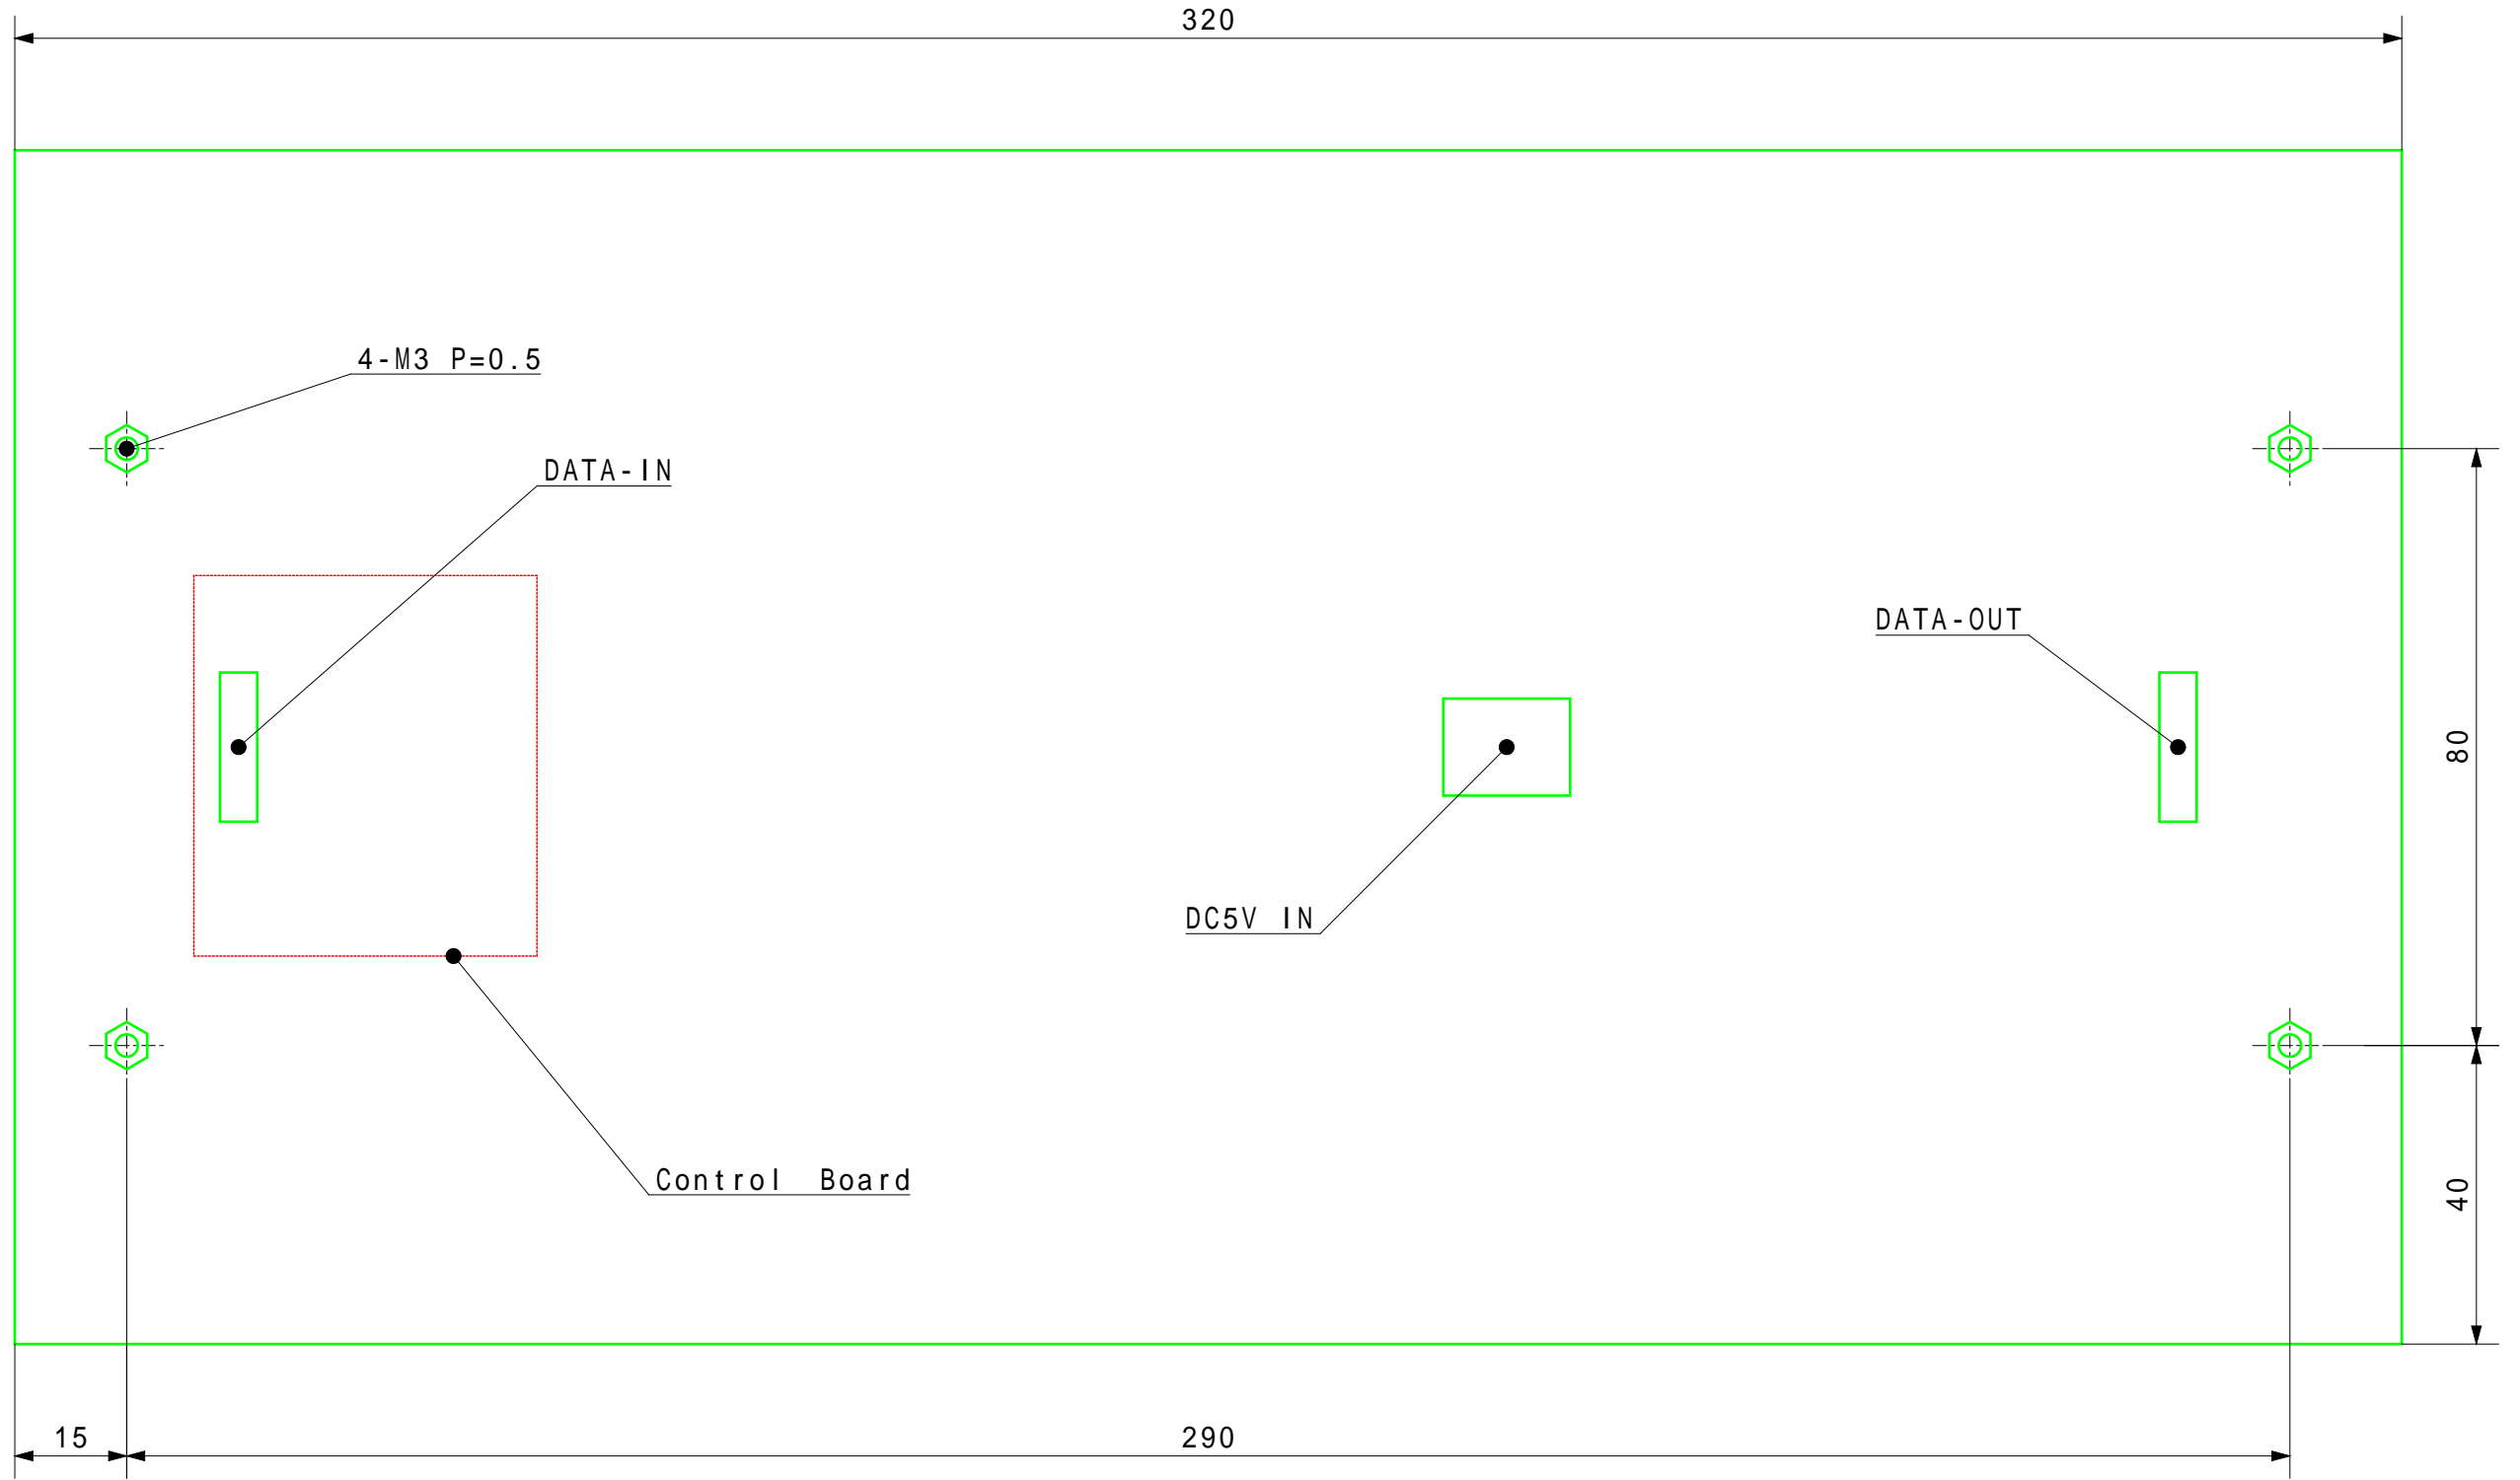 320
4-M3 P=0.5
DATA-IN
DATA-OUT
80
DC5V IN
Control Board
40
15
290